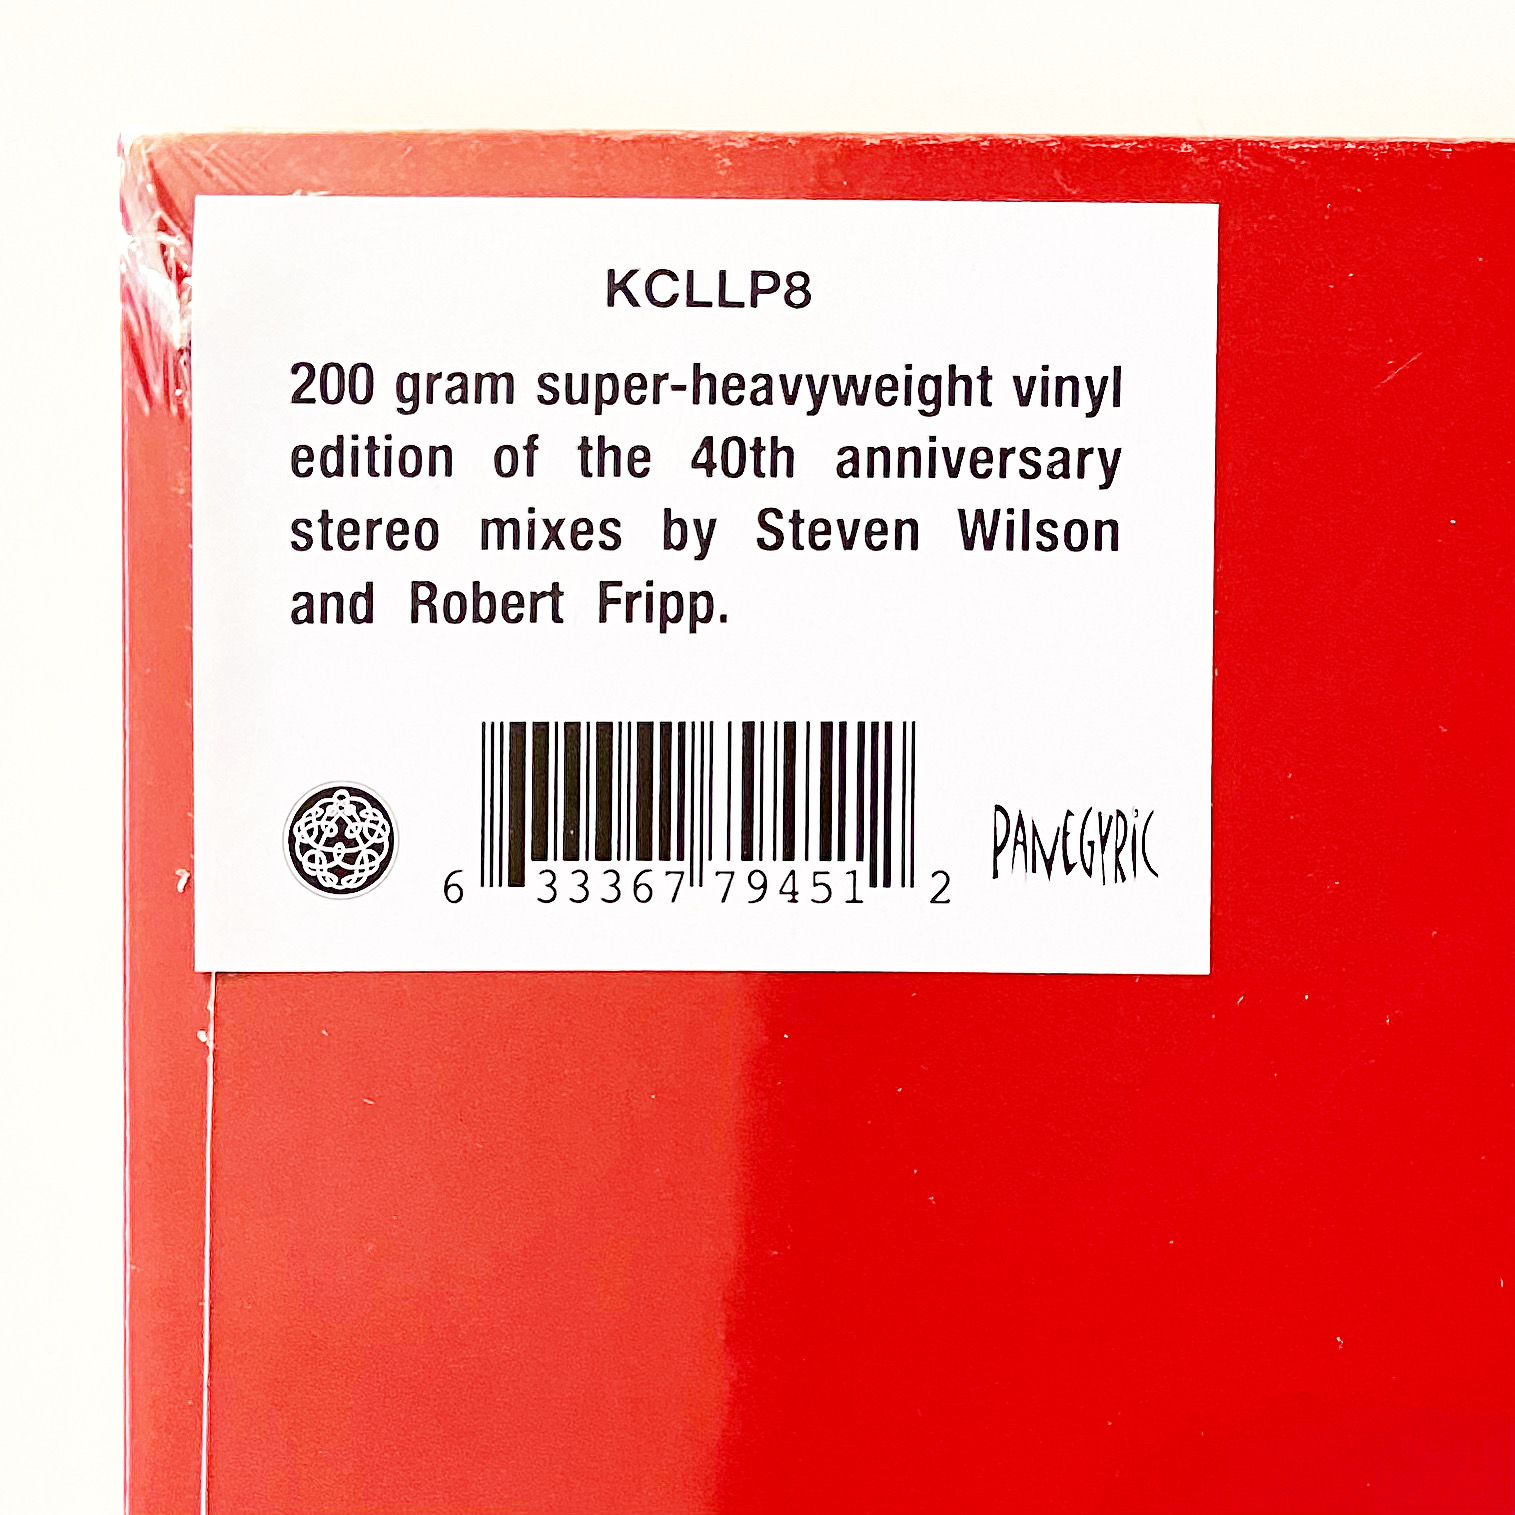 KCLLP8
200 gram super-heavyweight vinyl
edition of the 40th anniversary
stereo mixes by Steven Wilson
and Robert Fripp.
6 33367 79451 2
PANEGYRIC